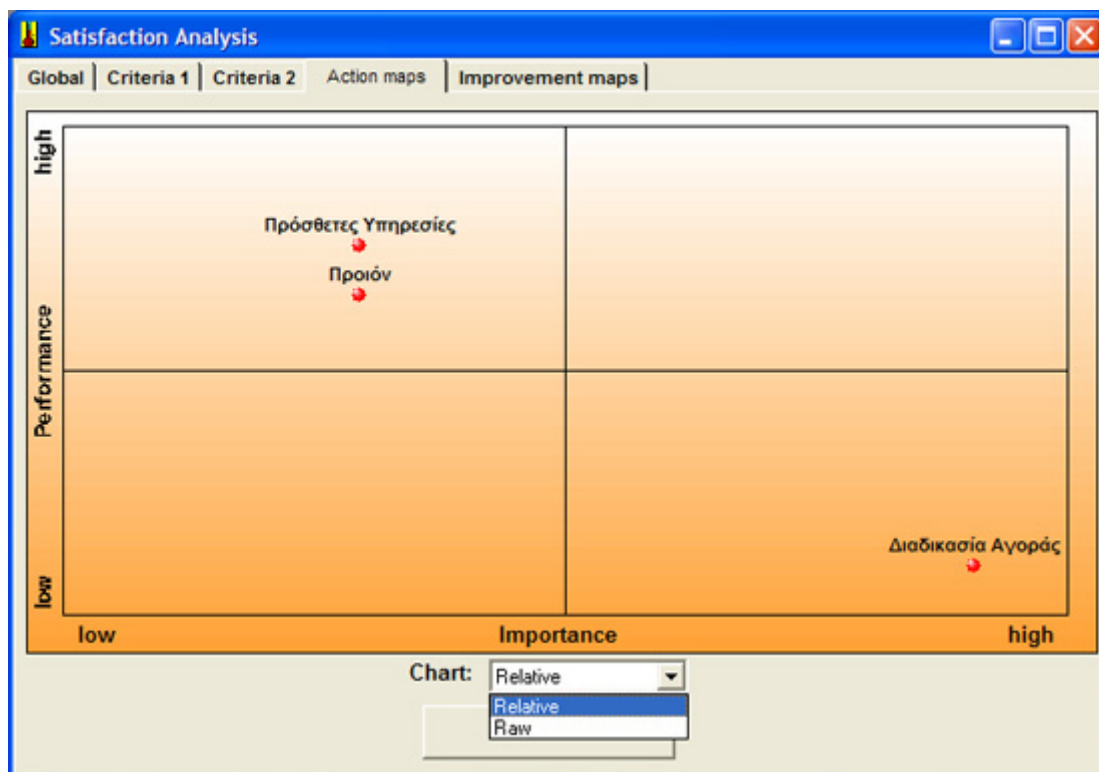 Satisfaction Analysis
Global Criteria 1 Criteria 2 Action maps Improvement maps
high
Πρόσθετες Υπηρεσίες
Προιόν
Performance
Διαδικασία Αγοράς
low
low Importance high
Chart: Relative
Relative
Raw